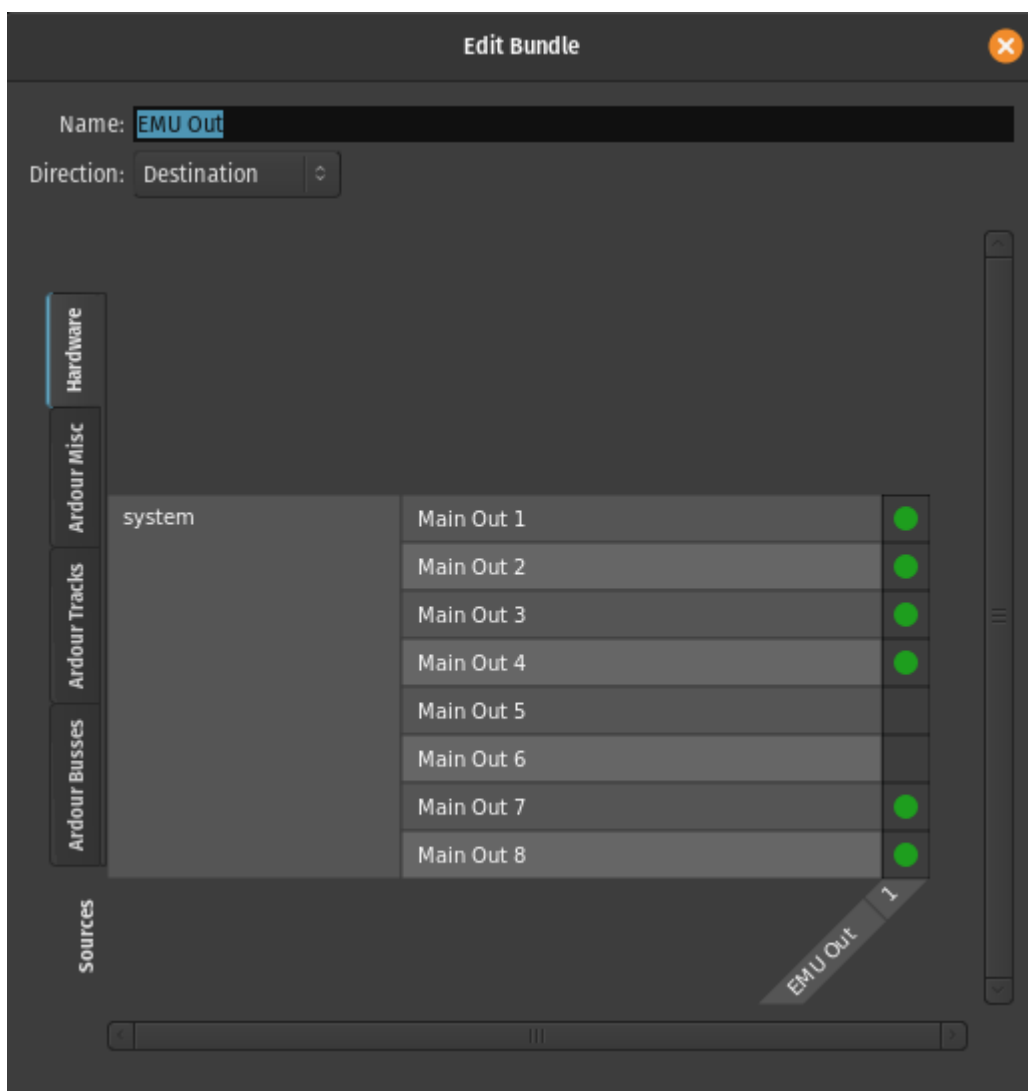 Edit Bundle
Name: EMU Out
Direction: Destination
Hardware
Ardour Misc
Ardour Tracks
Ardour Busses
Sources
system
Main Out 1
Main Out 2
Main Out 3
Main Out 4
Main Out 5
Main Out 6
Main Out 7
Main Out 8
EMU Out 1